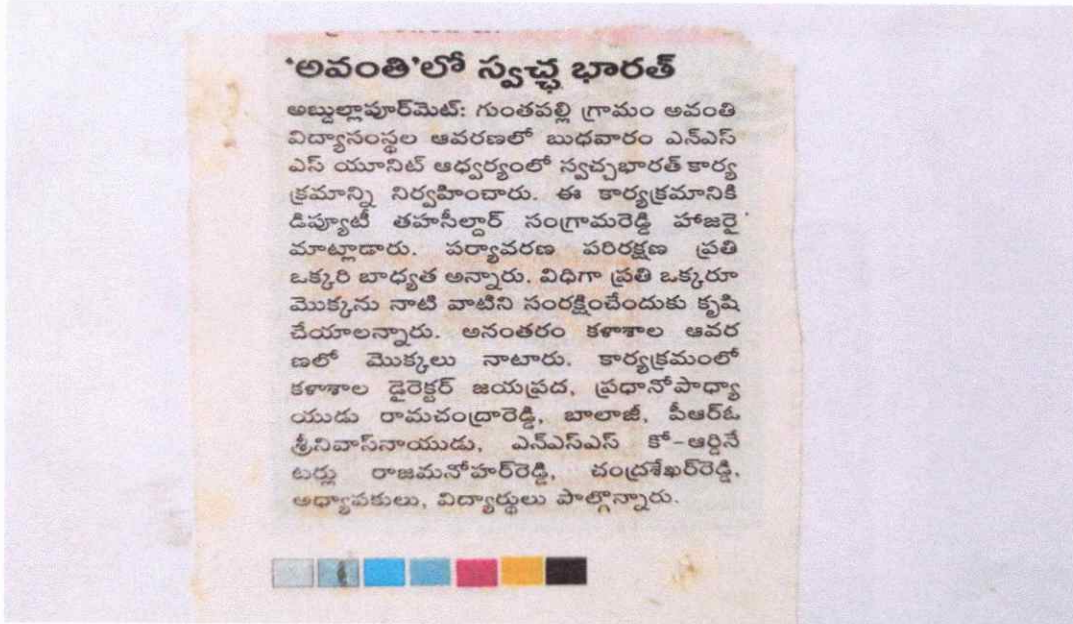 'అవంతి'లో స్వచ్ఛ భారత్
అబ్దుల్లాపూర్‌మెట్: గుంతపల్లి గ్రామం అవంతి
విద్యాసంస్థల ఆవరణలో బుధవారం ఎన్ఎస్
ఎస్ యూనిట్ ఆధ్వర్యంలో స్వచ్ఛభారత్ కార్య
క్రమాన్ని నిర్వహించారు. ఈ కార్యక్రమానికి
డిప్యూటీ తహసీల్దార్ సంగ్రామరెడ్డి హాజరై
మాట్లాడారు. పర్యావరణ పరిరక్షణ ప్రతి
ఒక్కరి బాధ్యత అన్నారు. విధిగా ప్రతి ఒక్కరూ
మొక్కను నాటి వాటిని సంరక్షించేందుకు కృషి
చేయాలన్నారు. అనంతరం కళాశాల ఆవర
ణలో మొక్కలు నాటారు. కార్యక్రమంలో
కళాశాల డైరెక్టర్ జయప్రద, ప్రధానోపాధ్యా
యుడు రామచంద్రారెడ్డి, బాలాజీ, పీఆర్ఓ
శ్రీనివాస్‌నాయుడు, ఎన్ఎస్ఎస్ కో-ఆర్డినే
టర్లు రాజమనోహర్‌రెడ్డి, చంద్రశేఖర్‌రెడ్డి,
అధ్యాపకులు, విద్యార్థులు పాల్గొన్నారు.